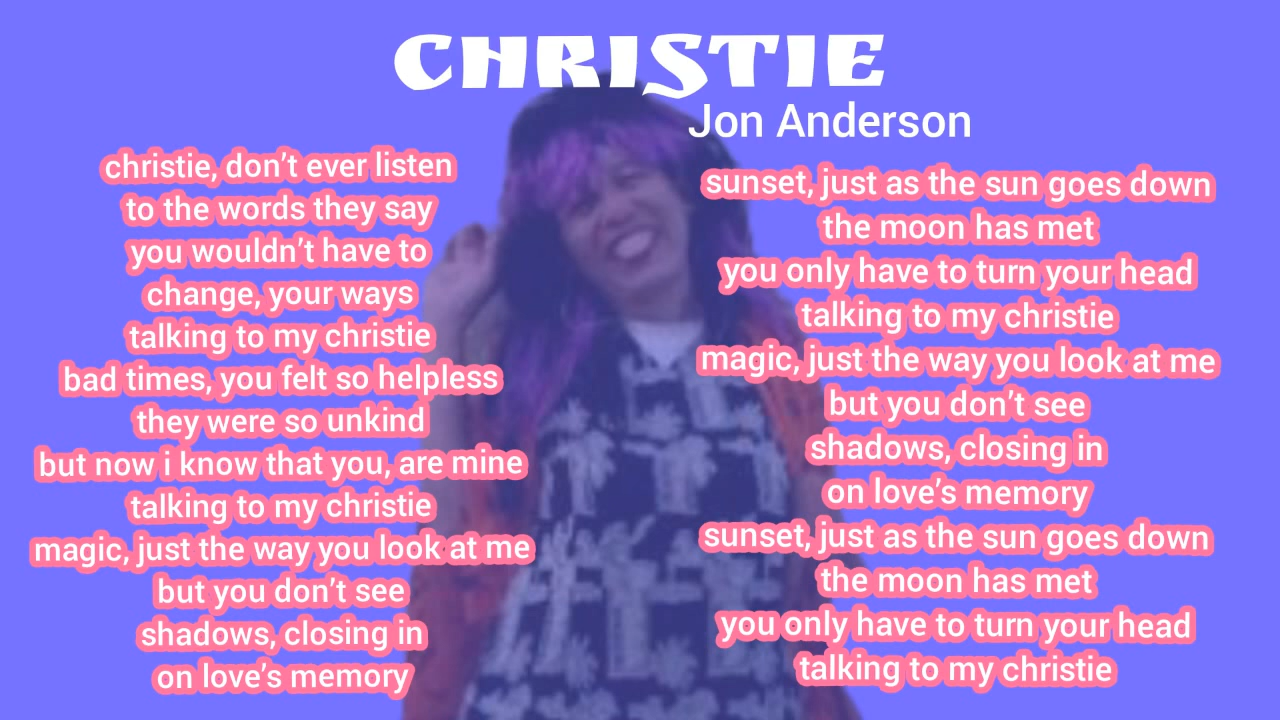 CHRISTIE
Jon Anderson
christie, don't ever listen
to the words they say
you wouldn't have to
change, your ways
talking to my christie
bad times, you felt so helpless
they were so unkind
but now i know that you, are mine
talking to my christie
magic, just the way you look at me
but you don't see
shadows, closing in
on love's memory
sunset, just as the sun goes down
the moon has met
you only have to turn your head
talking to my christie
magic, just the way you look at me
but you don't see
shadows, closing in
on love's memory
sunset, just as the sun goes down
the moon has met
you only have to turn your head
talking to my christie